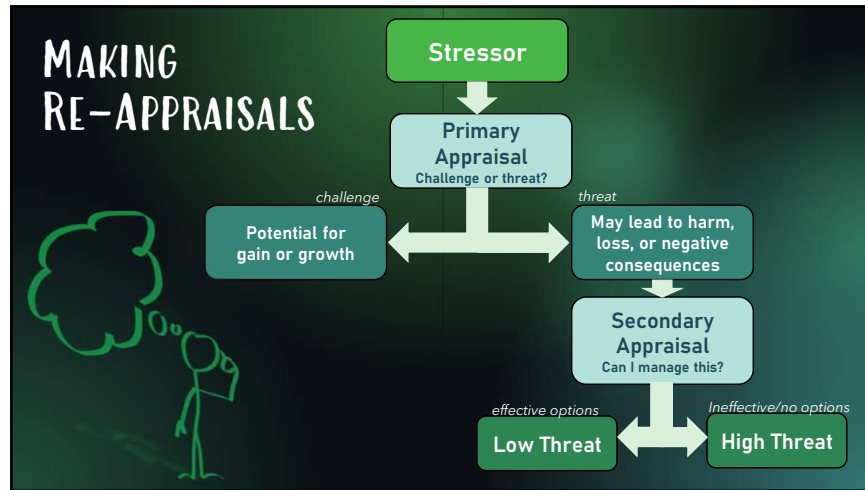 MAKING
RE-APPRAISALS
Stressor
Primary
Appraisal
Challenge or threat?
challenge
Potential for
gain or growth
threat
May lead to harm,
loss, or negative
consequences
Secondary
Appraisal
Can I manage this?
effective options
Low Threat
Ineffective/no options
High Threat